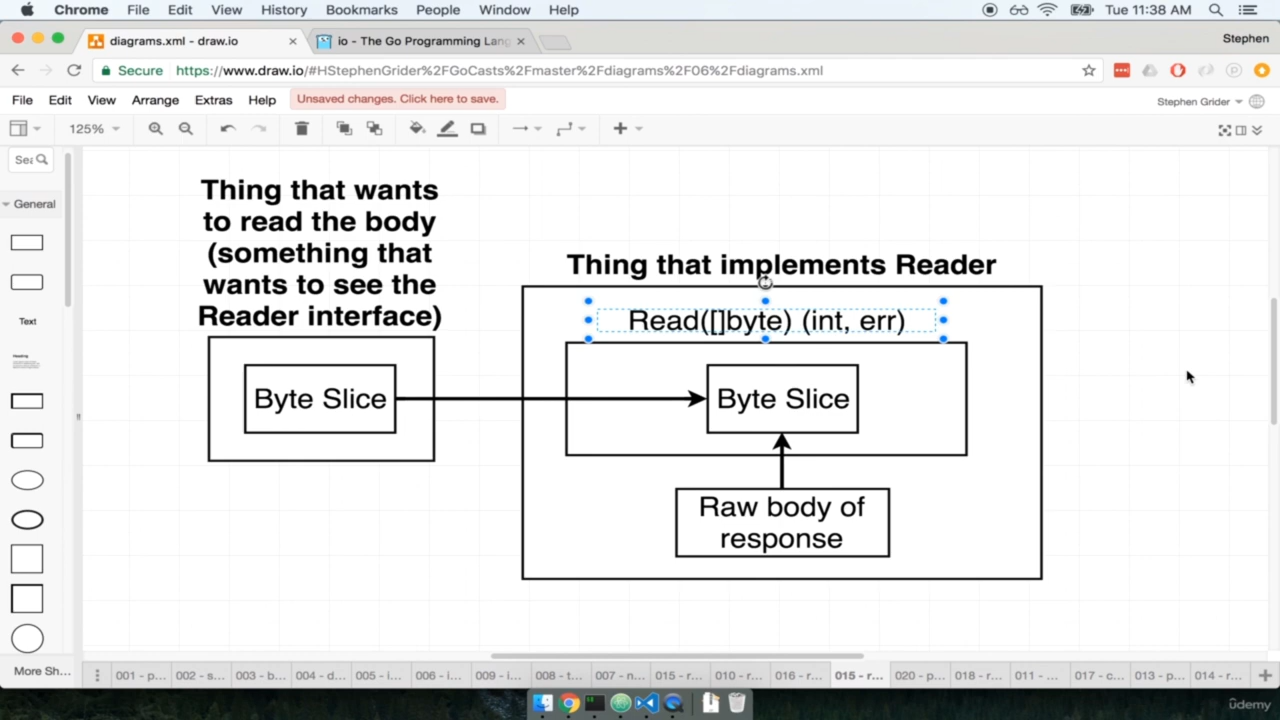 Chrome File Edit View History Bookmarks People Window Help Tue 11:38 AM
diagrams.xml - draw.io io - The Go Programming Lang Stephen
Secure https://www.draw.io/#HStephenGrider%2FGoCasts%2Fmaster%2Fdiagrams%2F06%2Fdiagrams.xml
File Edit View Arrange Extras Help Unsaved changes. Click here to save. Stephen Grider
125%
Sea
General
Text
Heading
Thing that wants
to read the body
(something that
wants to see the
Reader interface)
Thing that implements Reader
Read([]byte) (int, err)
Byte Slice
Byte Slice
Raw body of
response
More Sh...
001 - p... 002 - s... 003 - b... 004 - d... 005 - i... 006 - i... 009 - i... 008 - t... 007 - n... 015 - r... 010 - r... 016 - r... 015 - r... 020 - p... 018 - r... 011 - ... 017 - c... 013 - p... 014 - r...
ûdemy